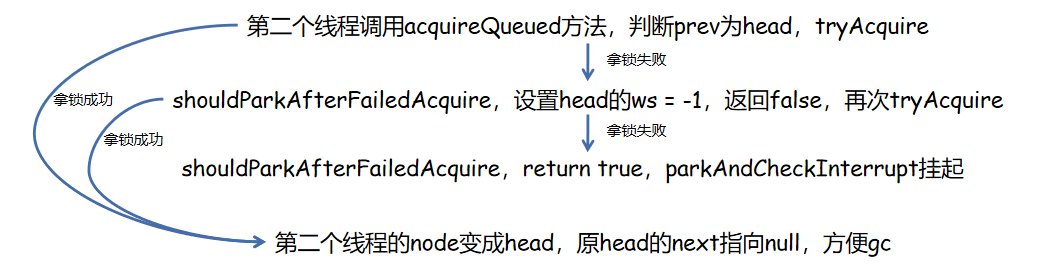 第二个线程调用acquireQueued方法，判断prev为head，tryAcquire
拿锁失败
拿锁成功
shouldParkAfterFailedAcquire，设置head的ws = -1，返回false，再次tryAcquire
拿锁成功
拿锁失败
shouldParkAfterFailedAcquire，return true，parkAndCheckInterrupt挂起
第二个线程的node变成head，原head的next指向null，方便gc